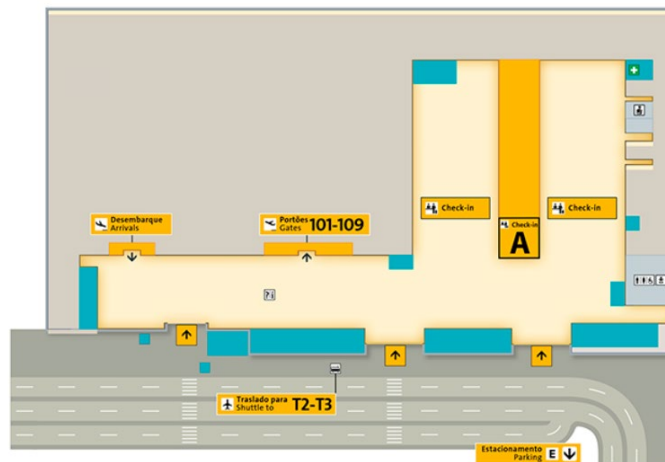 Desembarque
Arrivals
Portões
Gates
101-109
Check-in
Check-in
A
Check-in
Traslado para
Shuttle to
T2-T3
Estacionamento
Parking
E